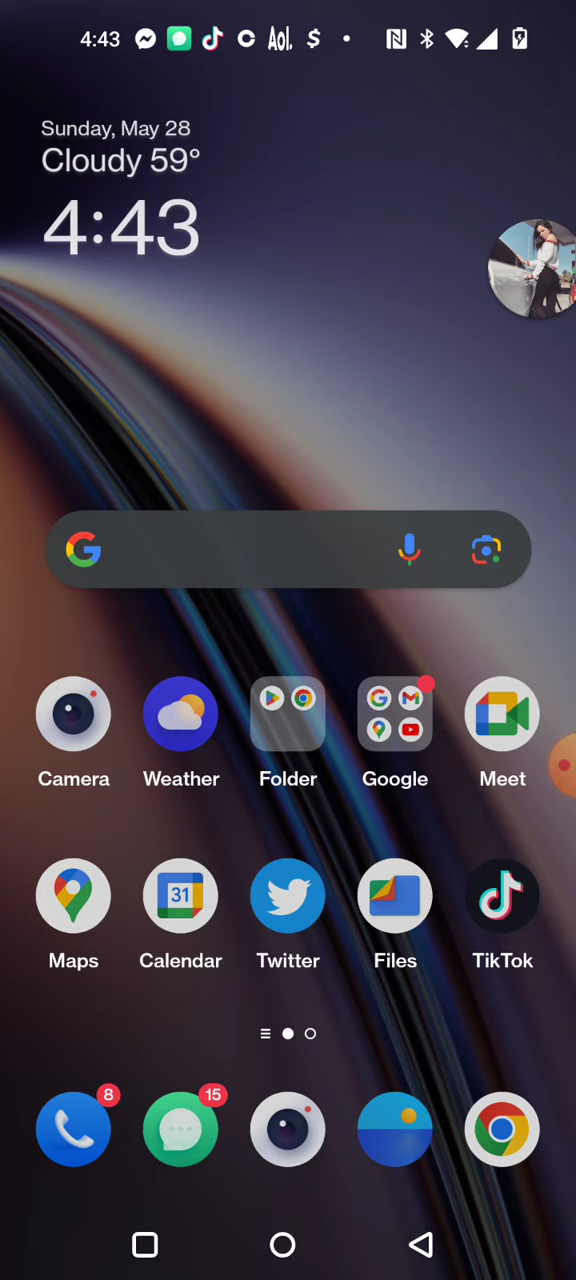 4:43 Aol. $
Sunday, May 28
Cloudy 59°
4:43
Camera Weather Folder Google Meet
31
Maps Calendar Twitter Files TikTok
8 15